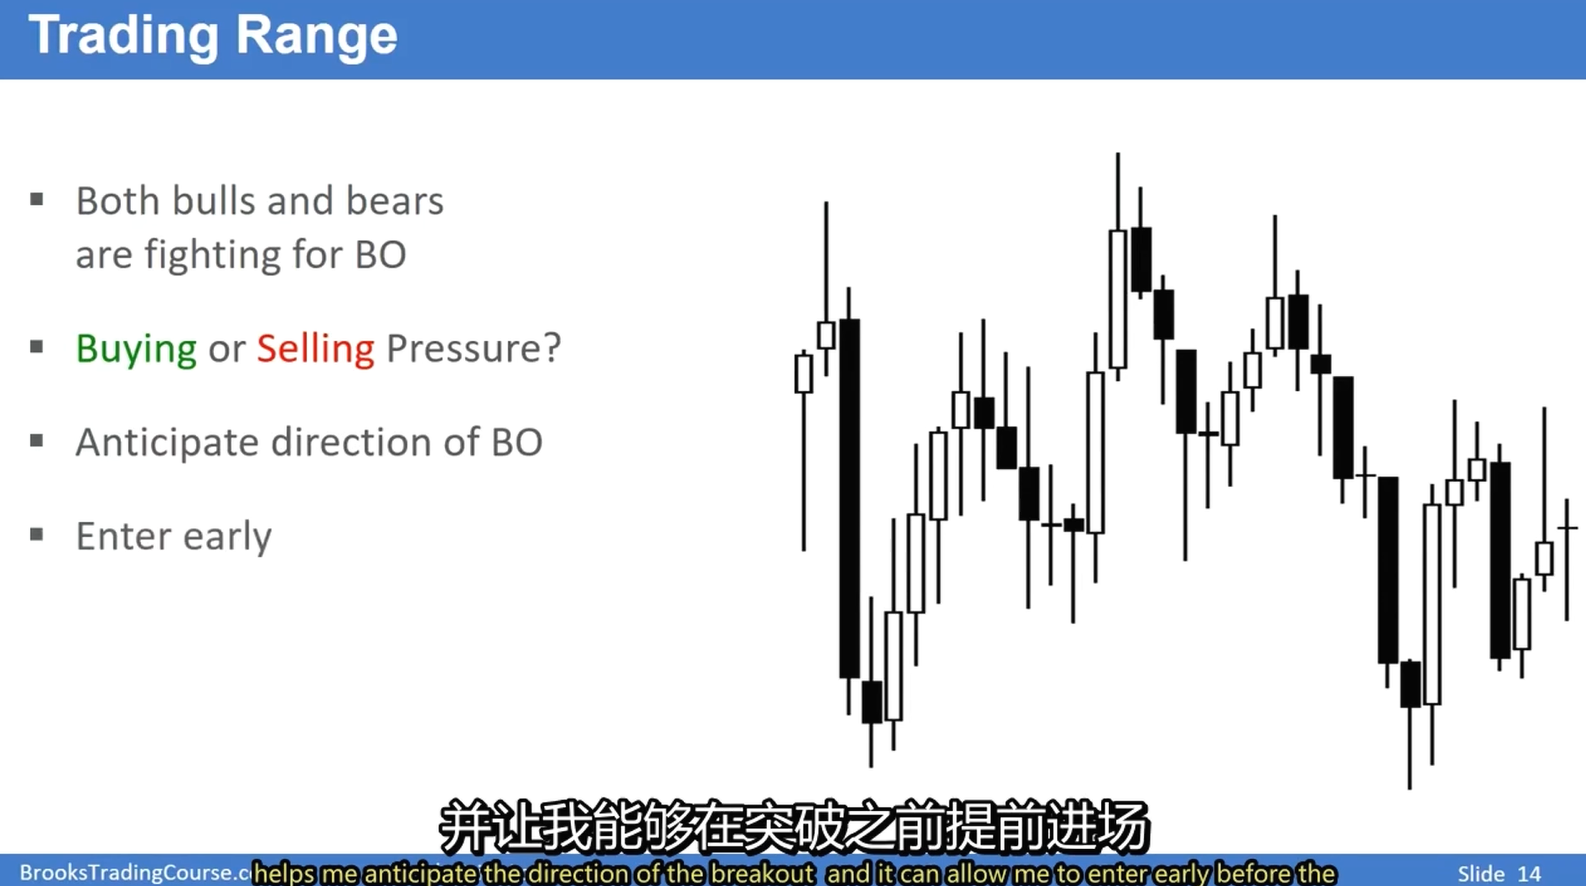 Trading Range
Both bulls and bears
are fighting for BO
Buying or Selling Pressure?
Anticipate direction of BO
Enter early
并让我能够在突破之前提前进场
BrooksTradingCourse.c
helps me anticipate the direction of the breakout and it can allow me to enter early before the
Slide 14